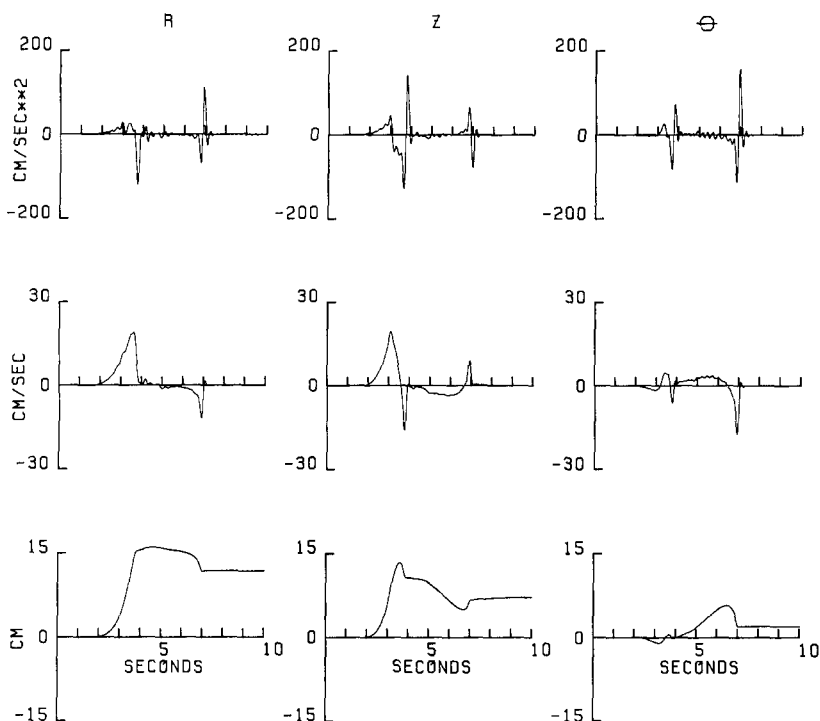 R Z Θ
200 200 200
CM/SEC**2
0 0 0
-200 -200 -200
30 30 30
CM/SEC
0 0 0
-30 -30 -30
15 15 15
CM
0 0 0
5 10 5 10 5 10
SECONDS SECONDS SECONDS
-15 -15 -15